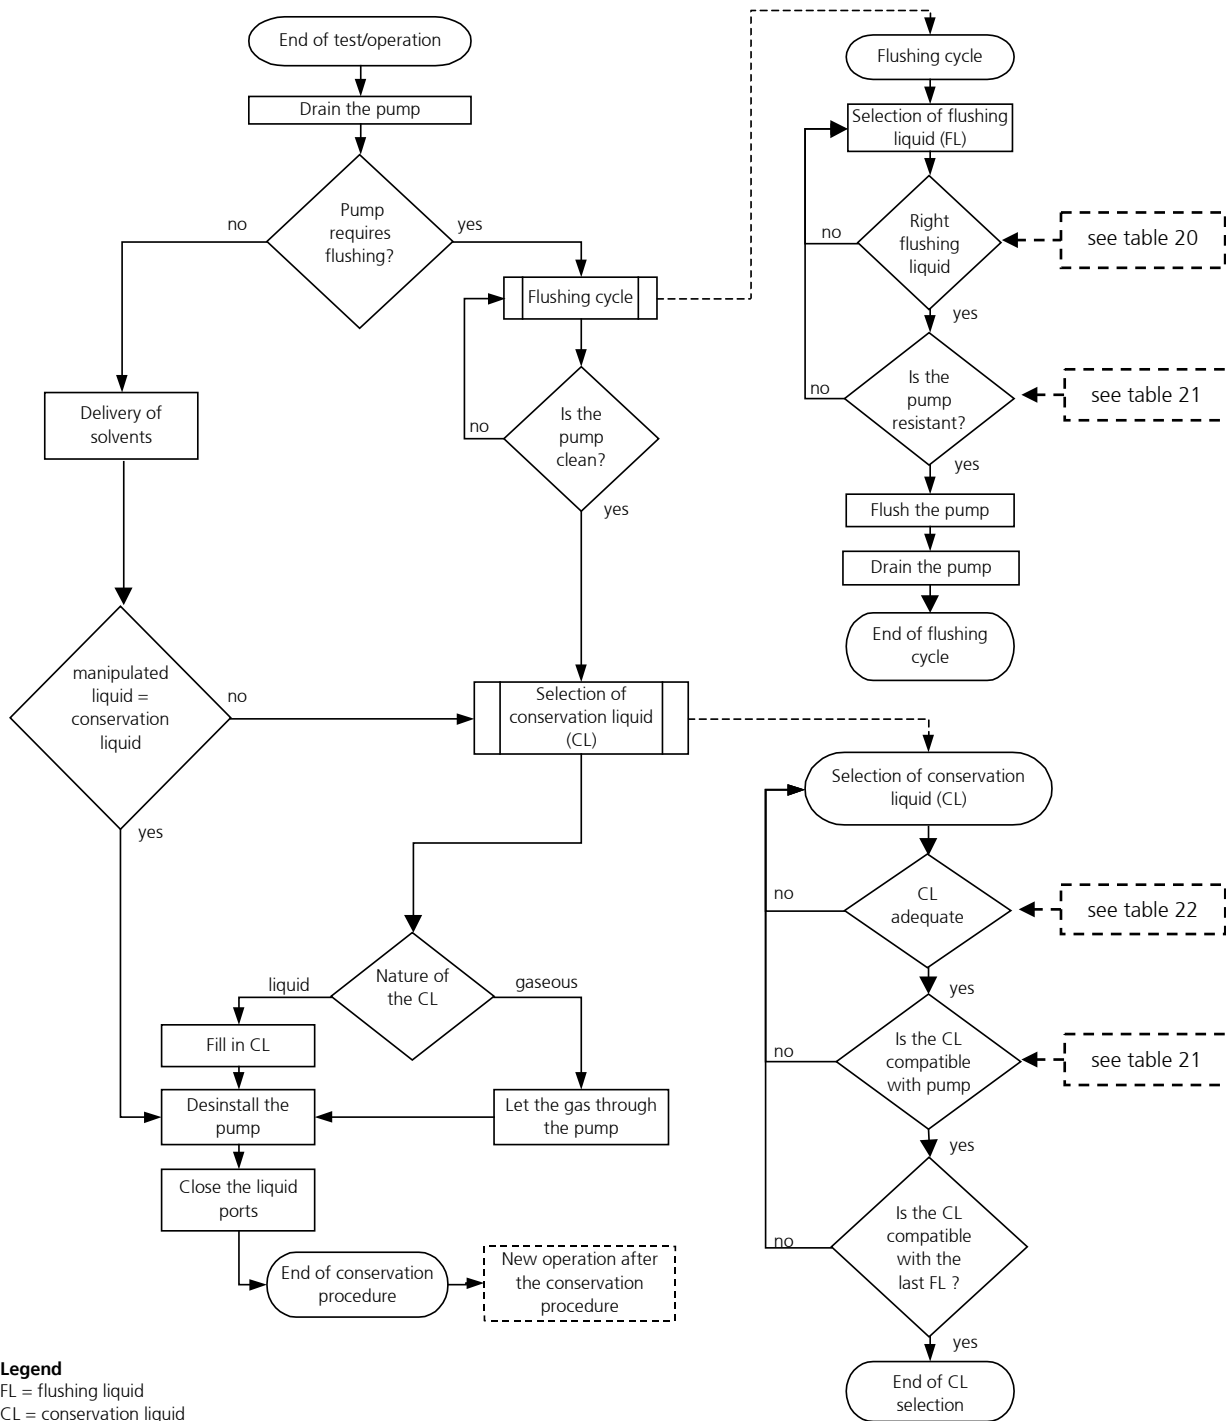 End of test/operation
Drain the pump
Pump
requires
flushing?
no
yes
Flushing cycle
Is the
pump
clean?
no
yes
Delivery of
solvents
manipulated
liquid =
conservation
liquid
no
yes
Selection of
conservation liquid
(CL)
Nature of
the CL
liquid
gaseous
Fill in CL
Desinstall the
pump
Let the gas through
the pump
Close the liquid
ports
End of conservation
procedure
New operation after
the conservation
procedure
Flushing cycle
Selection of flushing
liquid (FL)
Right
flushing
liquid
no
see table 20
yes
Is the
pump
resistant?
no
see table 21
yes
Flush the pump
Drain the pump
End of flushing
cycle
Selection of conservation
liquid (CL)
CL
adequate
no
see table 22
yes
Is the CL
compatible
with pump
no
see table 21
yes
Is the CL
compatible
with the
last FL ?
no
yes
End of CL
selection
Legend
FL = flushing liquid
CL = conservation liquid